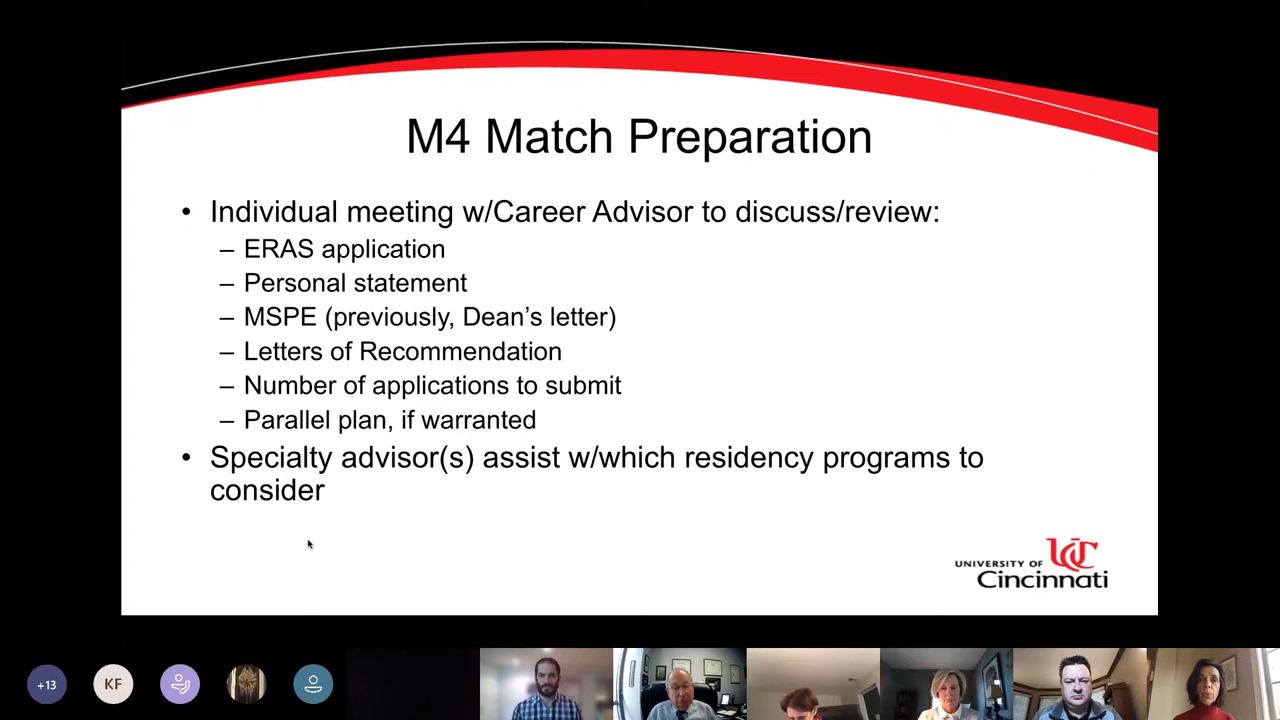 M4 Match Preparation
• Individual meeting w/Career Advisor to discuss/review:
– ERAS application
– Personal statement
– MSPE (previously, Dean’s letter)
– Letters of Recommendation
– Number of applications to submit
– Parallel plan, if warranted
• Specialty advisor(s) assist w/which residency programs to
consider
UC
UNIVERSITY OF
Cincinnati
+13
KF